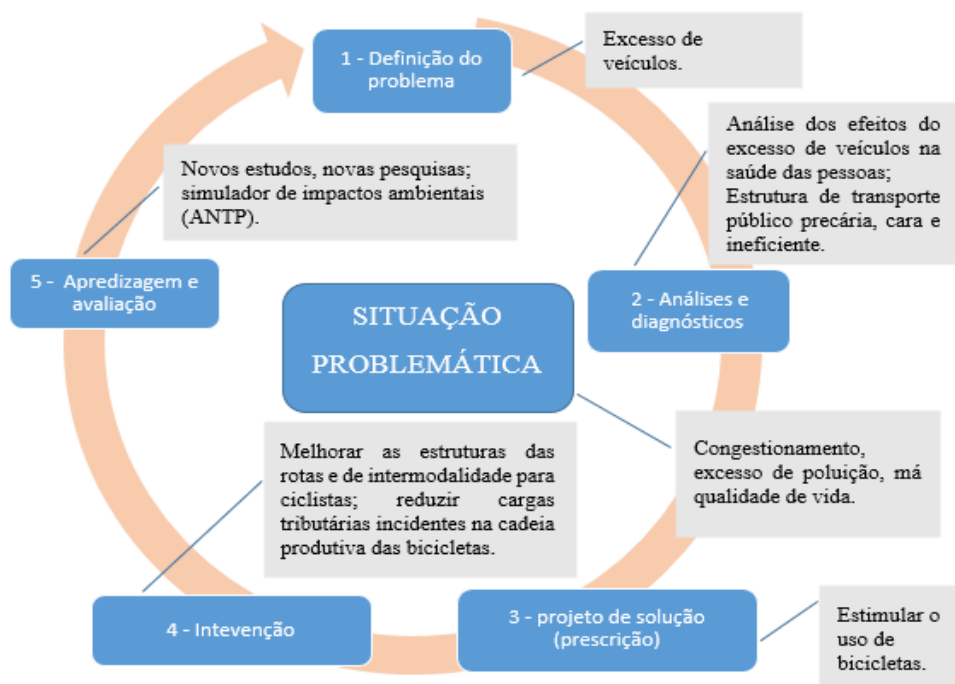 1 - Definição do
problema
Excesso de
veículos.
Análise dos efeitos do
excesso de veículos na
saúde das pessoas;
Estrutura de transporte
público precária, cara e
ineficiente.
2 - Análises e
diagnósticos
Novos estudos, novas pesquisas;
simulador de impactos ambientais
(ANTP).
5 - Apredizagem e
avaliação
SITUAÇÃO
PROBLEMÁTICA
Congestionamento,
excesso de poluição, má
qualidade de vida.
Melhorar as estruturas das
rotas e de intermodalidade para
ciclistas; reduzir cargas
tributárias incidentes na cadeia
produtiva das bicicletas.
4 - Intevenção
3 - projeto de solução
(prescrição)
Estimular o
uso de
bicicletas.